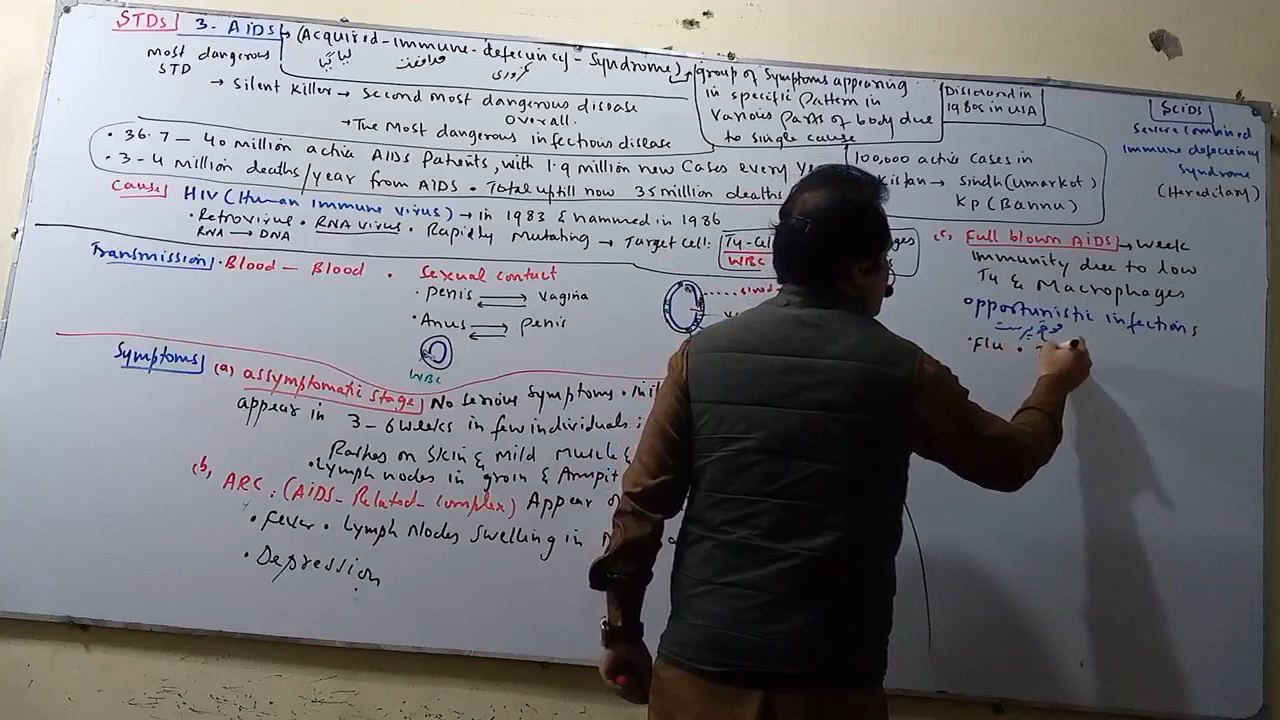 STDs 3. AiDS (Acquired-immune-defeciency-Syndrome)
most dangerous STD
کمزوری
→ Silent Killer → Second most dangerous disease overall.
→ The Most dangerous infectious disease
group of Symptoms appearing
in specific Pattern in
Various Parts of body due
to single cause
Discovered in
1980s in USA
SCiDS
Severe Combined
immune defeciency
Syndrome
(Hereditary)
• 36.7 – 40 million active AIDS Patients, with 1.9 million new Cases every
• 3-4 million deaths/year from AIDS • Total uptill now 35 million deaths
100,000 active cases in
→ Sindh (Umarkot)
KP (Bannu)
Cause HIV (Human immune Virus) → in 1983 & nammed in 1986
• Retrovirus • RNA Virus • Rapidly Mutating → Target cell:
RNA → DNA
WBC
Transmission • Blood – Blood • Sexual contact
• Penis ⇌ Vagina
• Anus ⇌ Penis
WBC
Symptoms (a) assymptomatic Stage No Serious Symptoms •
appear in 3-6 weeks in few individuals:
Rashes on Skin & Mild Muscle &
• Lymph nodes in groin & Armpit
(b) ARC: (AiDS-Related-Complex) Appear
• Fever • Lymph Nodes Swelling in
• Depression
(c) Full blown AIDS → week
immunity due to low
T4 & Macrophages
opportunistic infections
موقع پرست
• Flu •